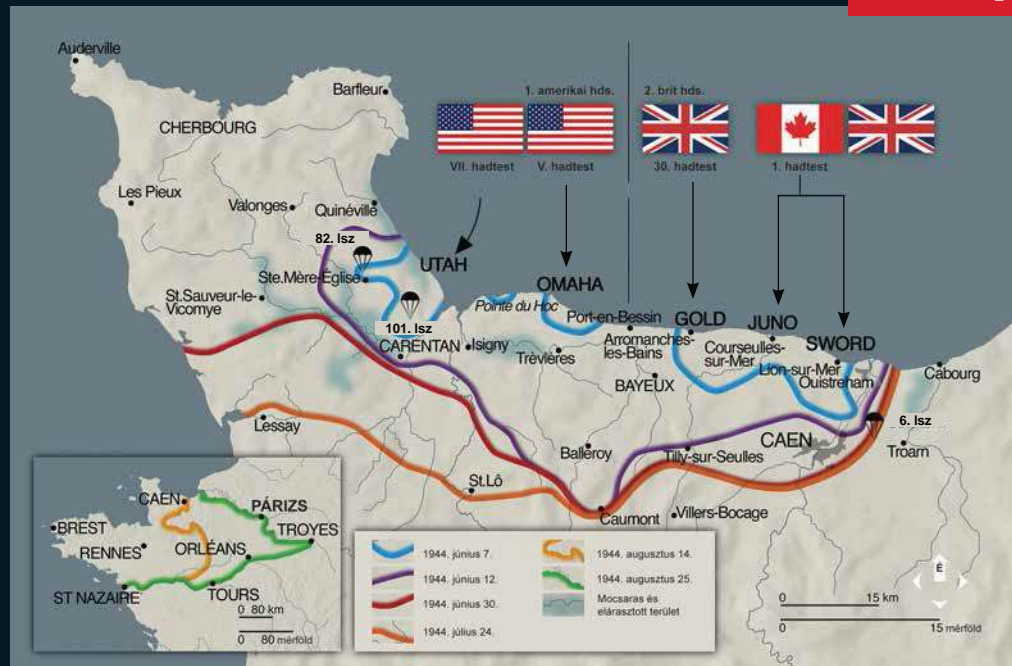 Auderville
Barfleur
CHERBOURG
Les Pieux
Valonges
Quinéville
82. lsz
Ste.Mère-Église
St.Sauveur-le-
Vicomye
101. lsz
CARENTAN
Isigny
UTAH
1. amerikai hds.
2. brit hds.
VII. hadtest
V. hadtest
30. hadtest
1. hadtest
Pointe du Hoc
OMAHA
Port-en-Bessin
Trèvières
GOLD
Arromanches-
les-Bains
BAYEUX
JUNO
Courseulles-
sur-Mer
SWORD
Lion-sur-Mer
Ouistreham
Cabourg
6. lsz
Troarn
CAEN
Lessay
St.Lô
Balléroy
Tilly-sur-Seulles
Caumont
Villers-Bocage
CAEN
PÁRIZS
BREST
TROYES
RENNES
ORLÉANS
ST NAZAIRE
TOURS
0 80 km
0 80 mérföld
1944. június 7.
1944. június 12.
1944. június 30.
1944. július 24.
1944. augusztus 14.
1944. augusztus 25.
Mocsaras és
elárasztott terület
É
0 15 km
0 15 mérföld